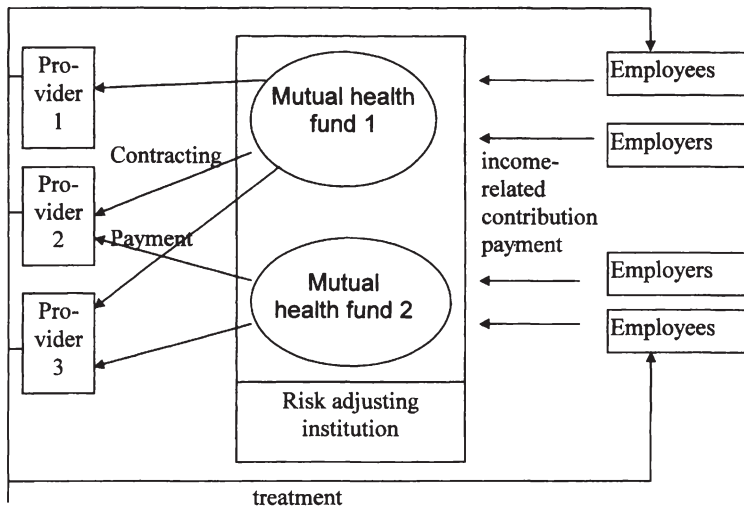 Pro-
vider
1
Pro-
vider
2
Pro-
vider
3
Contracting
Payment
Mutual health
fund 1
Mutual
health fund 2
Risk adjusting
institution
income-
related
contribution
payment
Employees
Employers
Employers
Employees
treatment